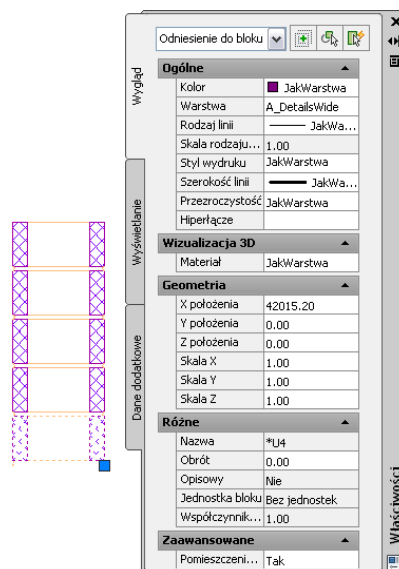 Odniesienie do bloku
Wygląd
Wyświetlanie
Dane dodatkowe
Ogólne
Kolor JakWarstwa
Warstwa A_DetailsWide
Rodzaj linii JakWa...
Skala rodzaju... 1.00
Styl wydruku JakWarstwa
Szerokość linii JakWa...
Przezroczystość JakWarstwa
Hiperłącze
Wizualizacja 3D
Materiał JakWarstwa
Geometria
X położenia 42015.20
Y położenia 0.00
Z położenia 0.00
Skala X 1.00
Skala Y 1.00
Skala Z 1.00
Różne
Nazwa *U4
Obrót 0.00
Opisowy Nie
Jednostka bloku Bez jednostek
Współczynnik... 1.00
Zaawansowane
Pomieszczeni... Tak
Właściwości